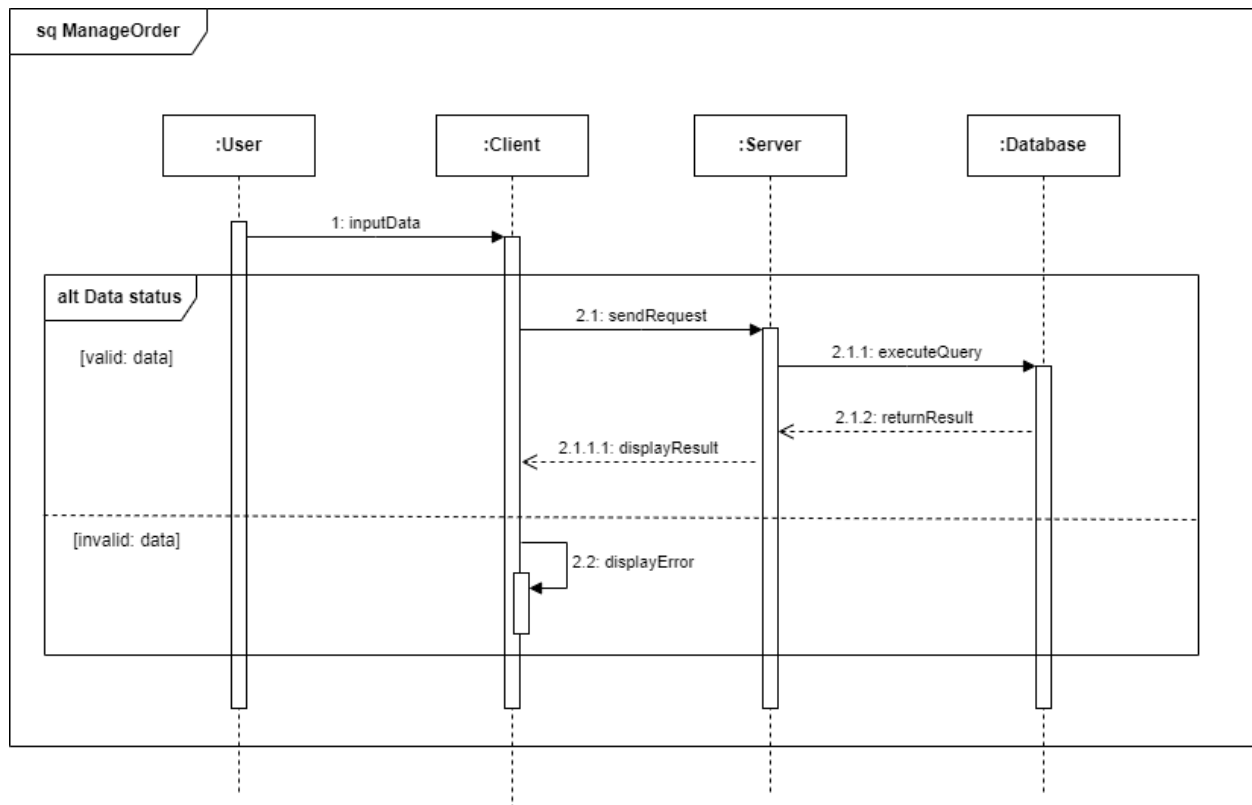 sq ManageOrder
:User
:Client
:Server
:Database
1: inputData
alt Data status
2.1: sendRequest
[valid: data]
2.1.1: executeQuery
2.1.2: returnResult
2.1.1.1: displayResult
[invalid: data]
2.2: displayError